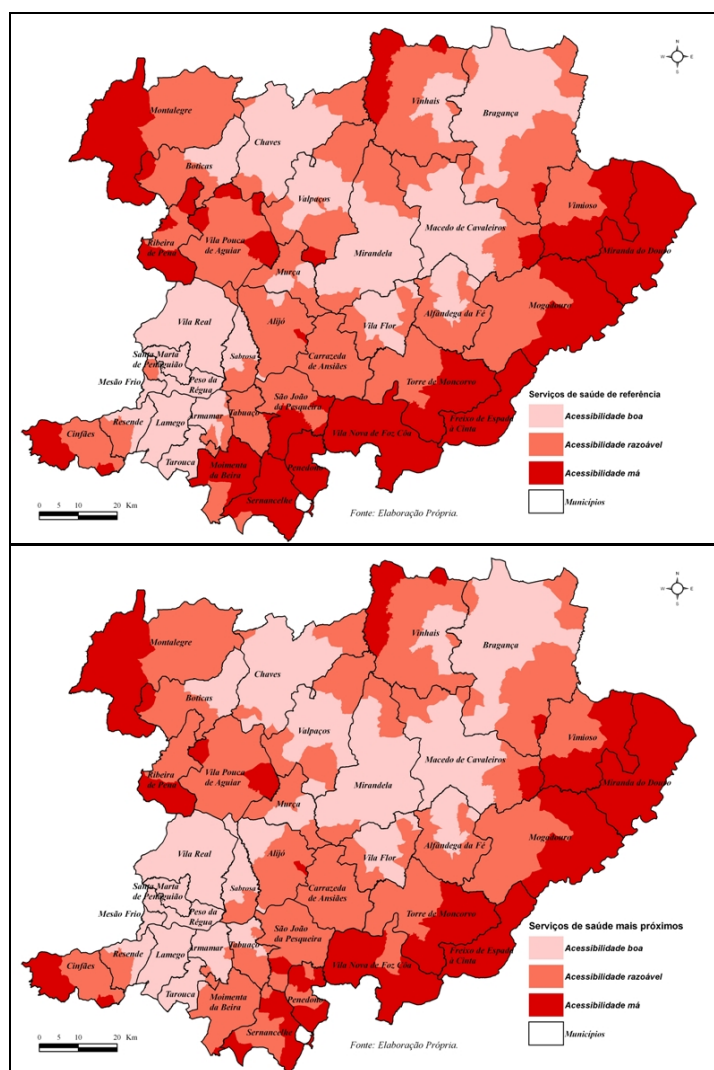 N
W
E
S
Montalegre
Vinhais
Bragança
Chaves
Boticas
Valpaços
Vimioso
Macedo de Cavaleiros
Ribeira
de Pena
Vila Pouca
de Aguiar
Mirandela
Miranda do Douro
Murça
Mogadouro
Vila Real
Alijó
Vila Flor
Alfândega da Fé
Santa Marta
de Penaguião
Sabrosa
Carrazeda
de Ansiães
Mesão Frio
Peso da
Régua
Torre de Moncorvo
São João
da Pesqueira
Resende
Lamego
Armamar
Tabuaço
Cinfães
Vila Nova de Foz Côa
Freixo de Espada
à Cinta
Tarouca
Moimenta
da Beira
Penedono
Sernancelhe
Serviços de saúde de referência
Acessibilidade boa
Acessibilidade razoável
Acessibilidade má
Municípios
0 5 10 20 Km
Fonte: Elaboração Própria.
N
W
E
S
Montalegre
Vinhais
Bragança
Chaves
Boticas
Valpaços
Vimioso
Macedo de Cavaleiros
Ribeira
de Pena
Vila Pouca
de Aguiar
Mirandela
Miranda do Douro
Murça
Mogadouro
Vila Real
Alijó
Vila Flor
Alfândega da Fé
Santa Marta
de Penaguião
Sabrosa
Carrazeda
de Ansiães
Mesão Frio
Peso da
Régua
Torre de Moncorvo
São João
da Pesqueira
Resende
Lamego
Armamar
Tabuaço
Cinfães
Vila Nova de Foz Côa
Freixo de Espada
à Cinta
Tarouca
Moimenta
da Beira
Penedono
Sernancelhe
Serviços de saúde mais próximos
Acessibilidade boa
Acessibilidade razoável
Acessibilidade má
Municípios
0 5 10 20 Km
Fonte: Elaboração Própria.